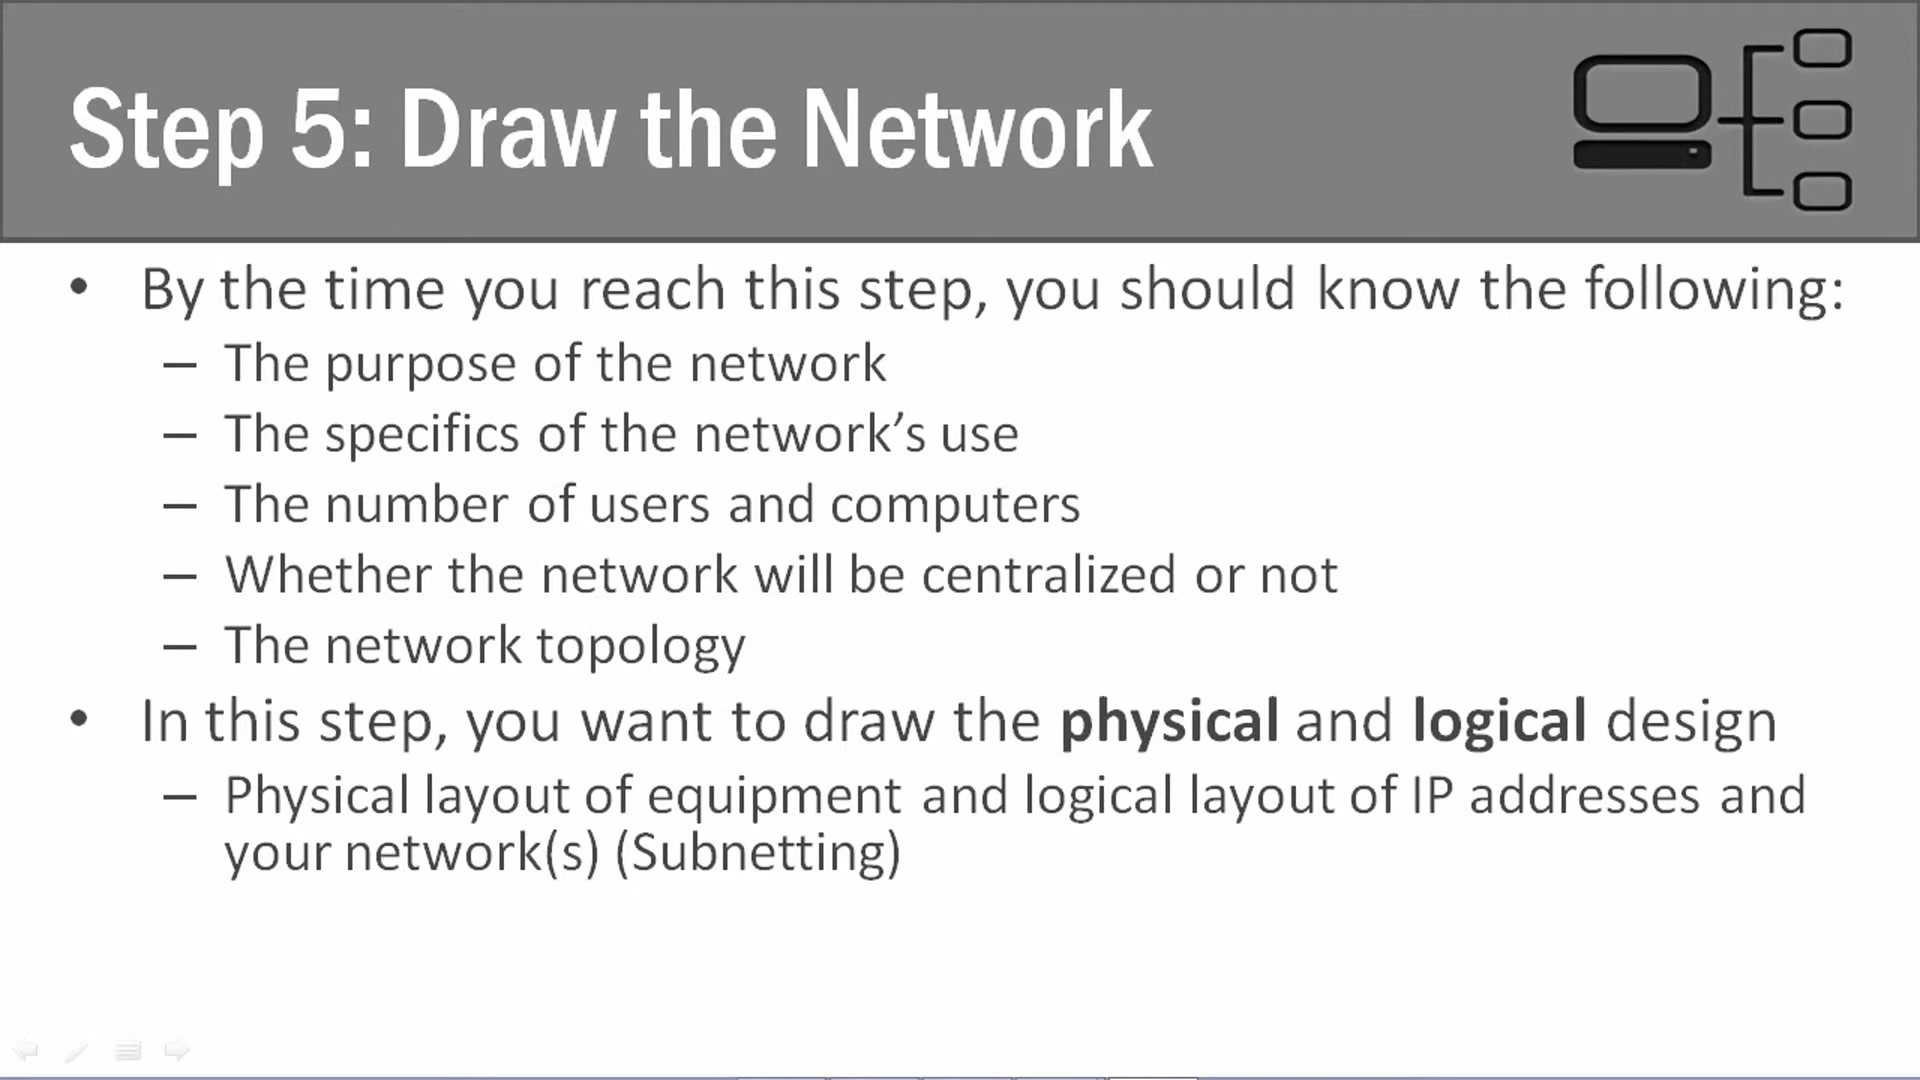 Step 5: Draw the Network
• By the time you reach this step, you should know the following:
– The purpose of the network
– The specifics of the network’s use
– The number of users and computers
– Whether the network will be centralized or not
– The network topology
• In this step, you want to draw the physical and logical design
– Physical layout of equipment and logical layout of IP addresses and
your network(s) (Subnetting)